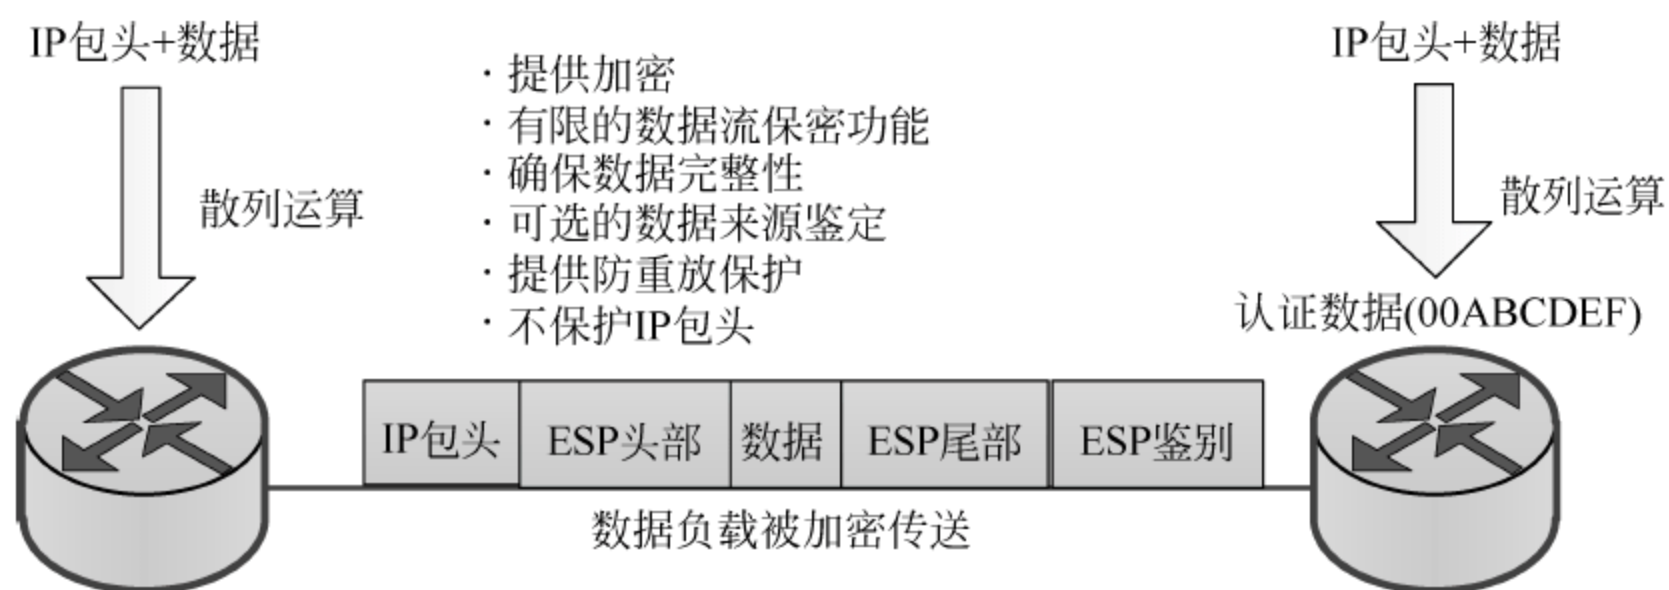 IP包头+数据
散列运算
·提供加密
·有限的数据流保密功能
·确保数据完整性
·可选的数据来源鉴定
·提供防重放保护
·不保护IP包头
IP包头+数据
散列运算
认证数据(00ABCDEF)
IP包头 ESP头部 数据 ESP尾部 ESP鉴别
数据负载被加密传送